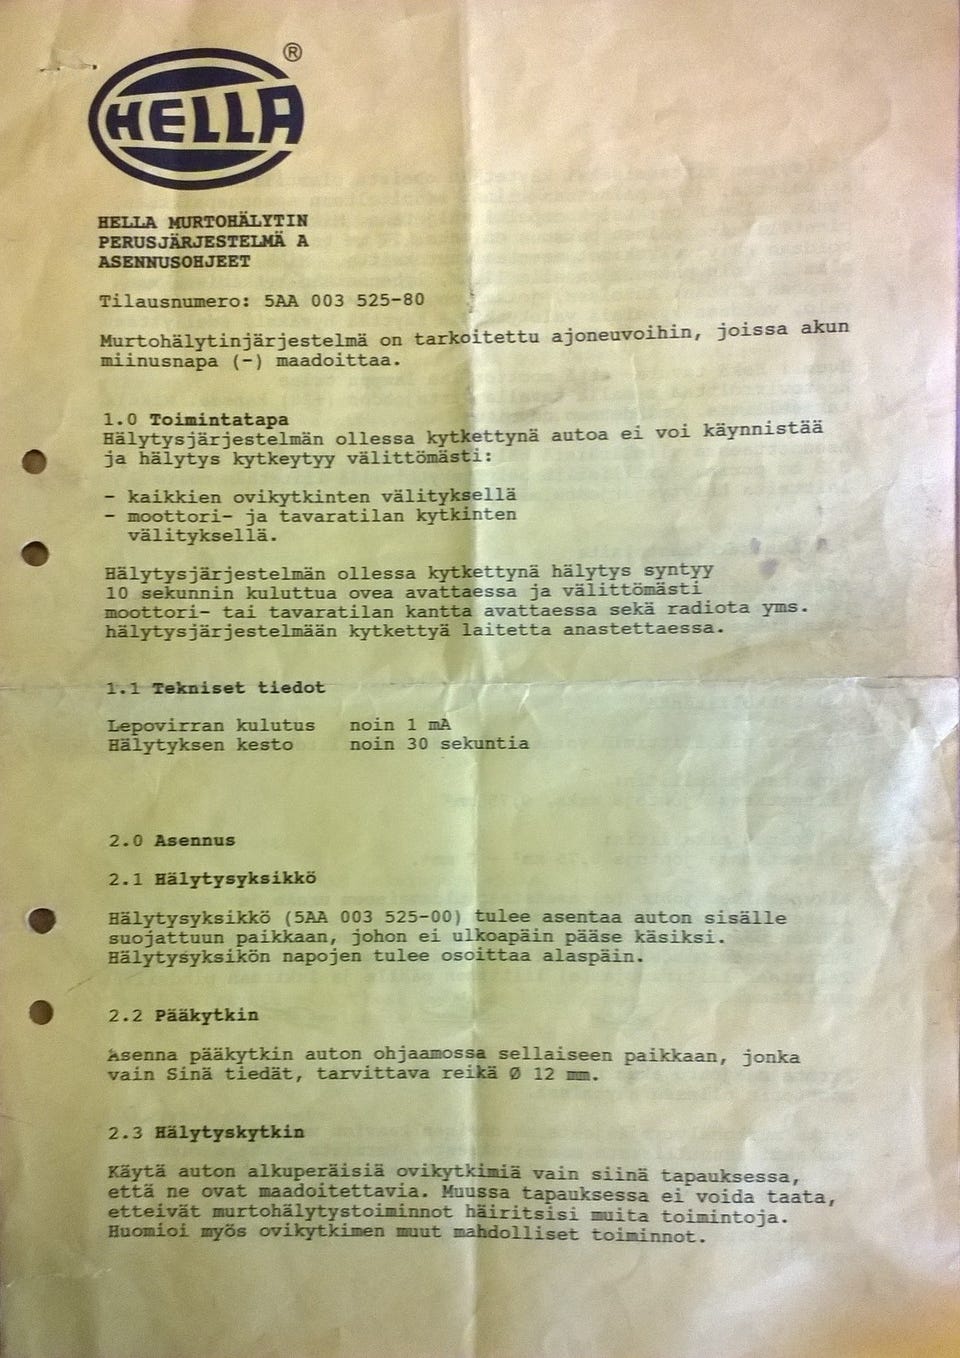 HELLA ®
HELLA MURTOHÄLYTIN
PERUSJÄRJESTELMÄ A
ASENNUSOHJEET
Tilausnumero: 5AA 003 525-80
Murtohälytinjärjestelmä on tarkoitettu ajoneuvoihin, joissa akun
miinusnapa (-) maadoittaa.
1.0 Toimintatapa
Hälytysjärjestelmän ollessa kytkettynä autoa ei voi käynnistää
ja hälytys kytkeytyy välittömästi:
- kaikkien ovikytkinten välityksellä
- moottori- ja tavaratilan kytkinten
välityksellä.
Hälytysjärjestelmän ollessa kytkettynä hälytys syntyy
10 sekunnin kuluttua ovea avattaessa ja välittömästi
moottori- tai tavaratilan kantta avattaessa sekä radiota yms.
hälytysjärjestelmään kytkettyä laitetta anastettaessa.
1.1 Tekniset tiedot
Lepovirran kulutus noin 1 mA
Hälytyksen kesto noin 30 sekuntia
2.0 Asennus
2.1 Hälytysyksikkö
Hälytysyksikkö (5AA 003 525-00) tulee asentaa auton sisälle
suojattuun paikkaan, johon ei ulkoapäin pääse käsiksi.
Hälytysyksikön napojen tulee osoittaa alaspäin.
2.2 Pääkytkin
Asenna pääkytkin auton ohjaamossa sellaiseen paikkaan, jonka
vain Sinä tiedät, tarvittava reikä Ø 12 mm.
2.3 Hälytyskytkin
Käytä auton alkuperäisiä ovikytkimiä vain siinä tapauksessa,
että ne ovat maadoitettavia. Muussa tapauksessa ei voida taata,
etteivät murtohälytystoiminnot häiritsisi muita toimintoja.
Huomioi myös ovikytkimen muut mahdolliset toiminnot.